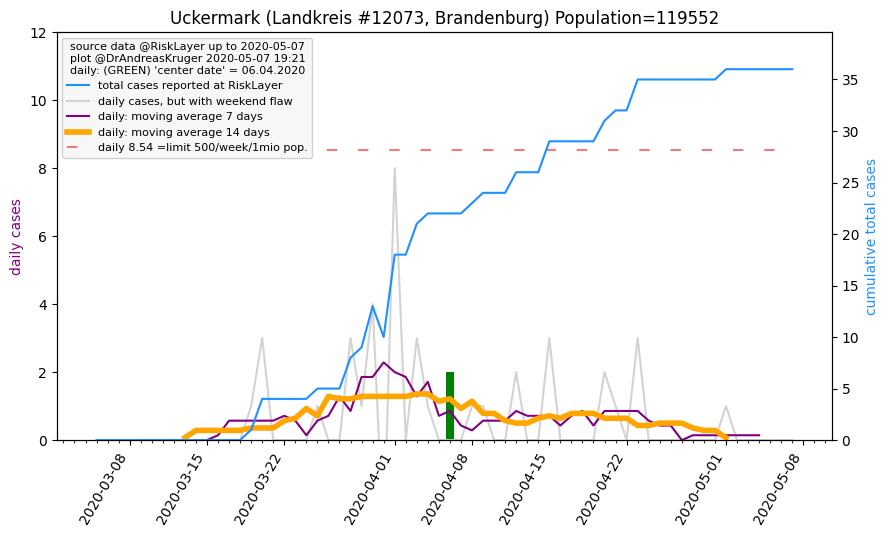 Uckermark (Landkreis #12073, Brandenburg) Population=119552
source data @RiskLayer up to 2020-05-07
plot @DrAndreasKruger 2020-05-07 19:21
daily: (GREEN) 'center date' = 06.04.2020
total cases reported at RiskLayer
daily cases, but with weekend flaw
daily: moving average 7 days
daily: moving average 14 days
daily 8.54 =limit 500/week/1mio pop.
daily cases
12
10
8
6
4
2
0
35
30
25
20
15
10
5
0
cumulative total cases
2020-03-08
2020-03-15
2020-03-22
2020-04-01
2020-04-08
2020-04-15
2020-04-22
2020-05-01
2020-05-08